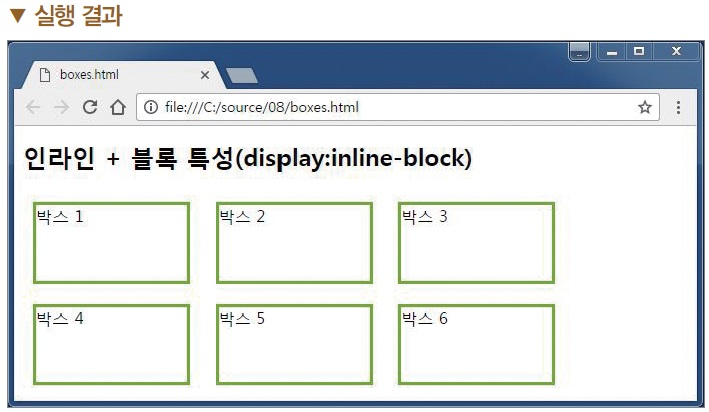 ▼ 실행 결과
boxes.html
file:///C:/source/08/boxes.html
인라인 + 블록 특성(display:inline-block)
박스 1 박스 2 박스 3
박스 4 박스 5 박스 6